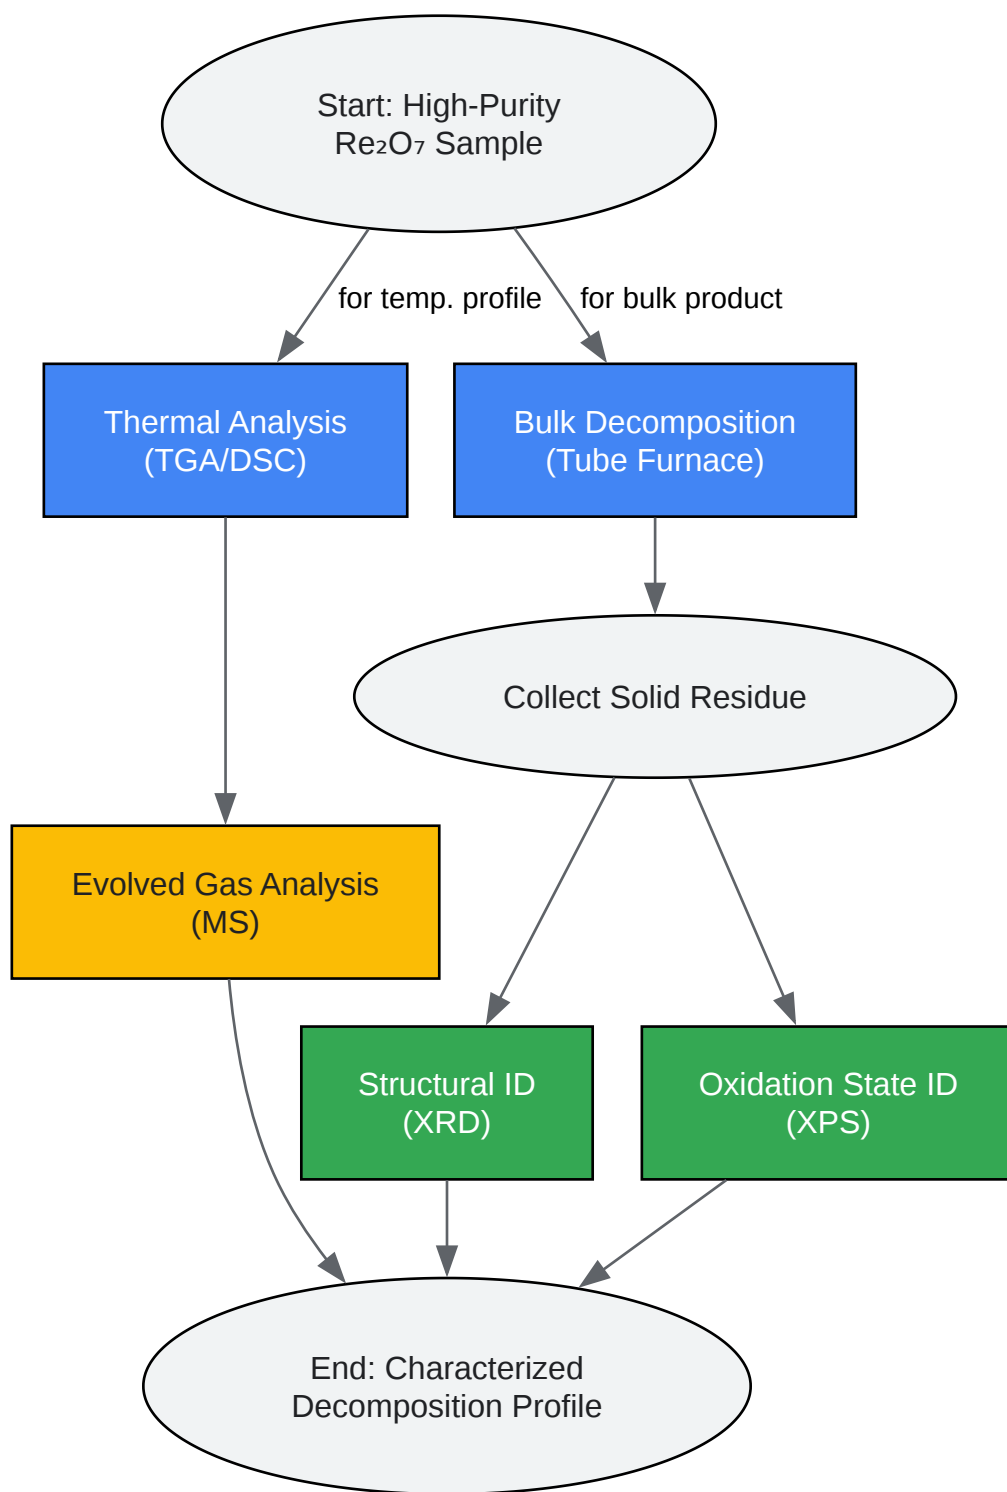 Start: High-Purity
Re₂O₇ Sample
for temp. profile
for bulk product
Thermal Analysis
(TGA/DSC)
Bulk Decomposition
(Tube Furnace)
Collect Solid Residue
Evolved Gas Analysis
(MS)
Structural ID
(XRD)
Oxidation State ID
(XPS)
End: Characterized
Decomposition Profile